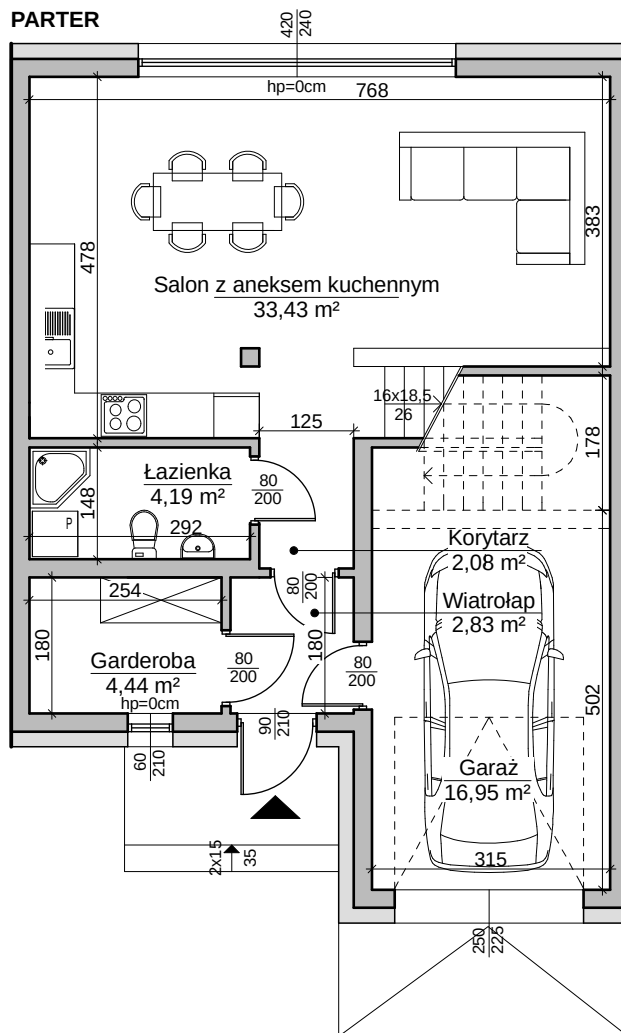 PARTER
420
240
hp=0cm
768
478
383
Salon z aneksem kuchennym
33,43 m²
16x18,5
26
125
178
Łazienka
4,19 m²
148
292
P
80
200
Korytarz
2,08 m²
80
200
Wiatrołap
2,83 m²
254
180
Garderoba
4,44 m²
hp=0cm
80
200
180
80
200
502
60
210
90
210
Garaż
16,95 m²
2x15
35
315
250
225